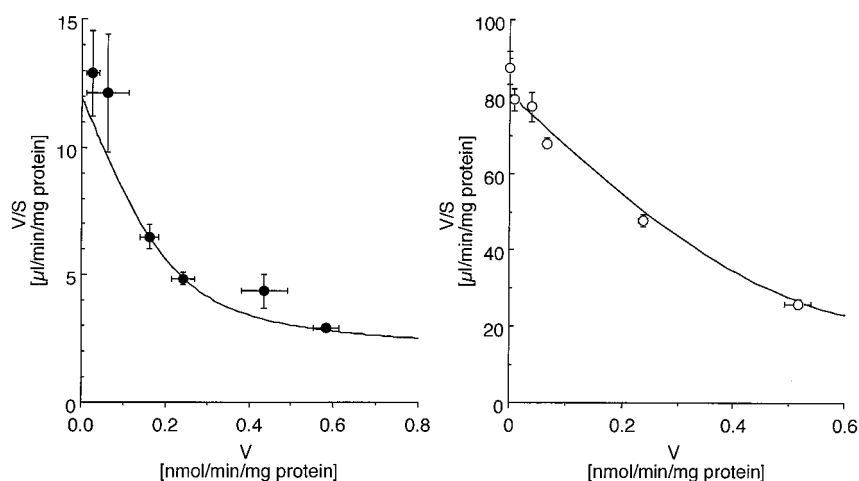 15
10
5
0
V/S
[µl/min/mg protein]
0.0 0.2 0.4 0.6 0.8
V
[nmol/min/mg protein]
100
80
60
40
20
0
V/S
[µl/min/mg protein]
0 0.2 0.4 0.6
V
[nmol/min/mg protein]